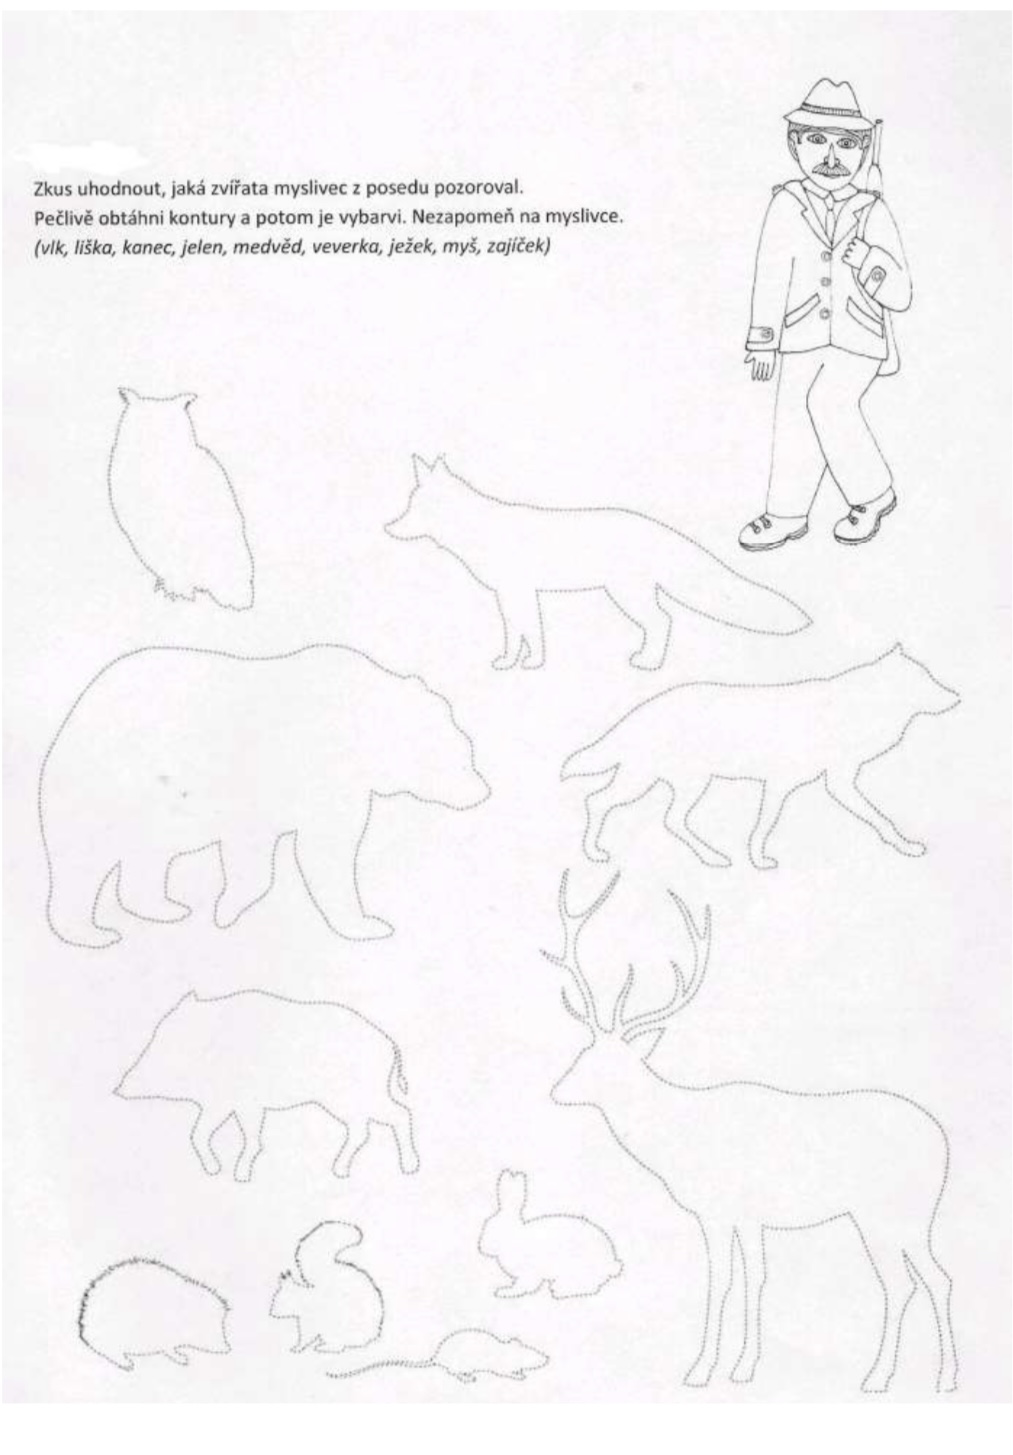 Zkus uhodnout, jaká zvířata myslivec z posedu pozoroval.
Pečlivě obtáhni kontury a potom je vybarvi. Nezapomeň na myslivce.
(vlk, liška, kanec, jelen, medvěd, veverka, ježek, myš, zajíček)